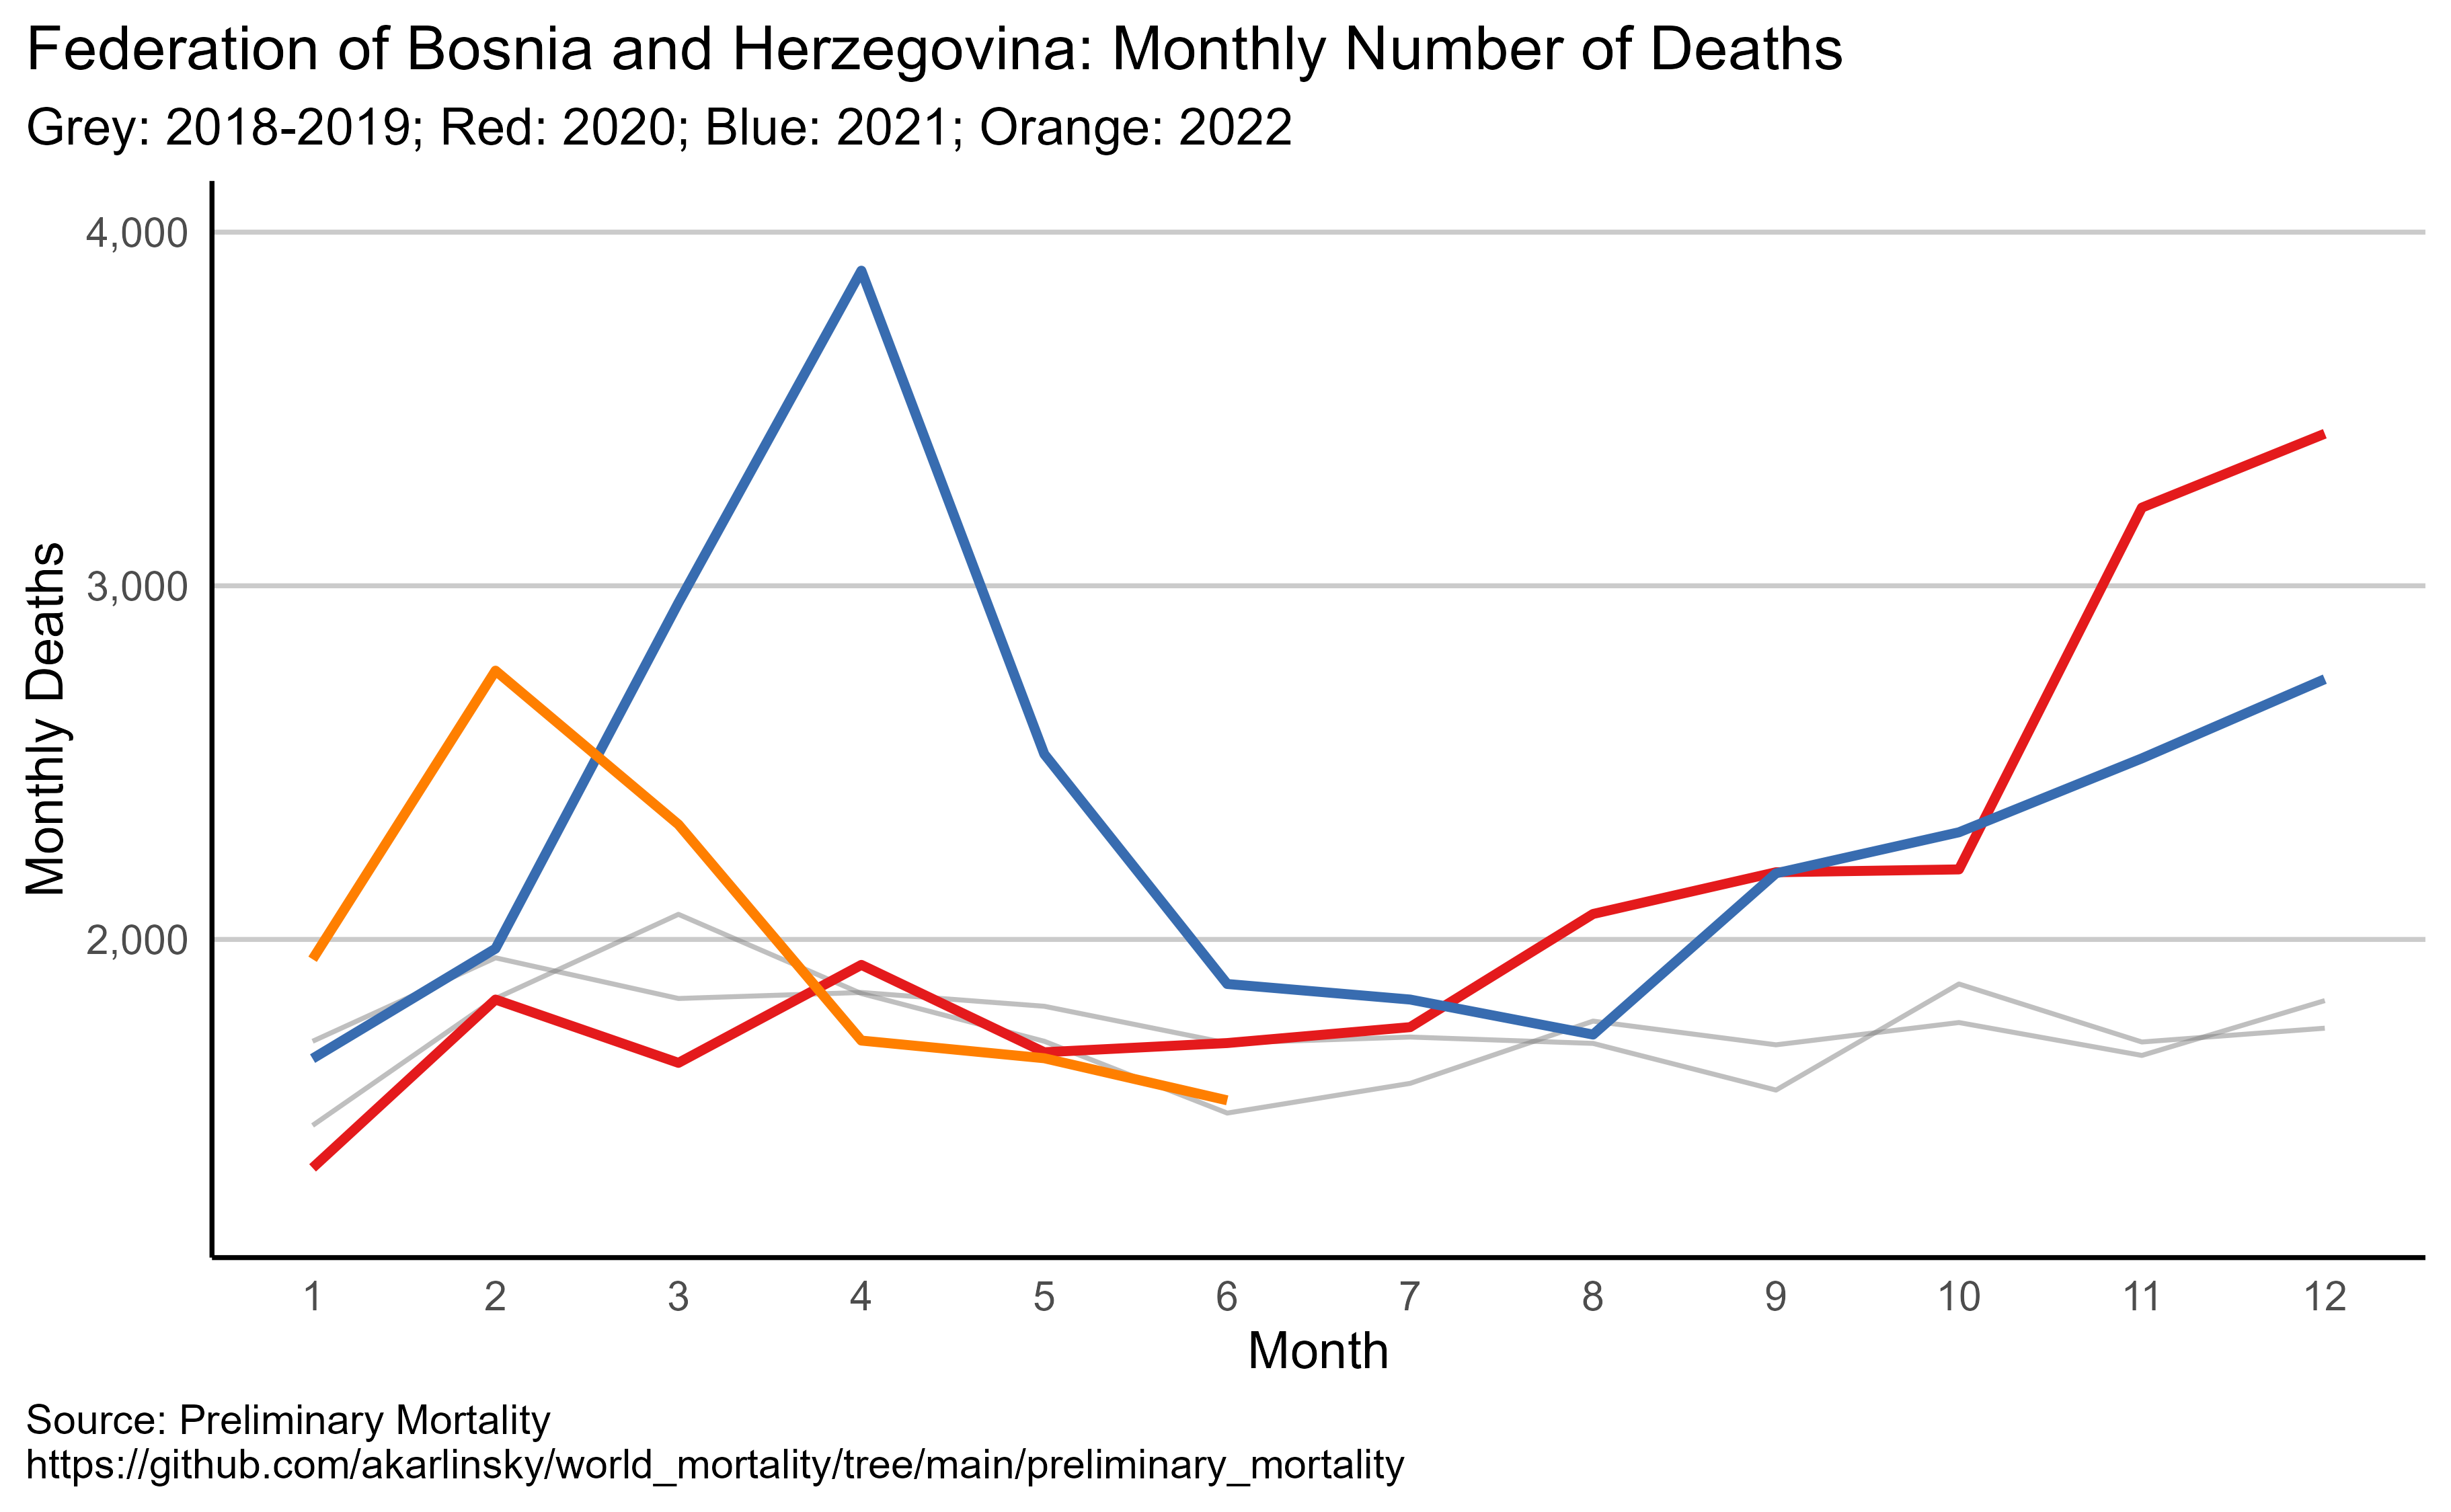 Federation of Bosnia and Herzegovina: Monthly Number of Deaths
Grey: 2018-2019; Red: 2020; Blue: 2021; Orange: 2022
4,000
3,000
2,000
Monthly Deaths
1 2 3 4 5 6 7 8 9 10 11 12
Month
Source: Preliminary Mortality
https://github.com/akarlinsky/world_mortality/tree/main/preliminary_mortality